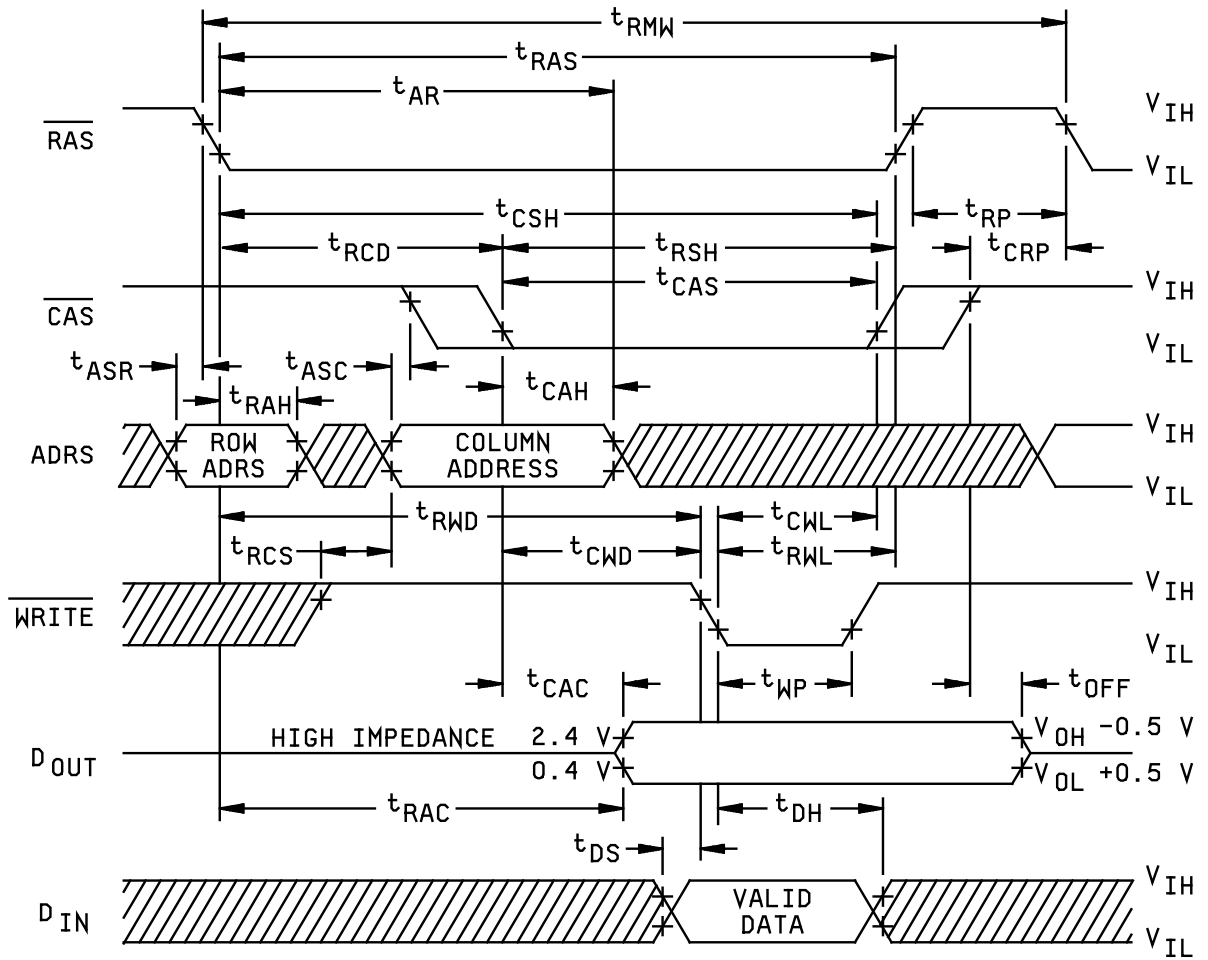 tRMW
tRAS
tAR
RAS
VIH
VIL
tCSH
tRP
tRCD
tRSH
tCRP
tCAS
CAS
VIH
VIL
tASR
tASC
tCAH
tRAH
ADRS
ROW
ADRS
COLUMN
ADDRESS
VIH
VIL
tRWD
tCWL
tRCS
tCWD
tRWL
WRITE
VIH
VIL
tCAC
tWP
tOFF
DOUT
HIGH IMPEDANCE 2.4 V
0.4 V
VOH -0.5 V
VOL +0.5 V
tRAC
tDH
tDS
DIN
VALID
DATA
VIH
VIL